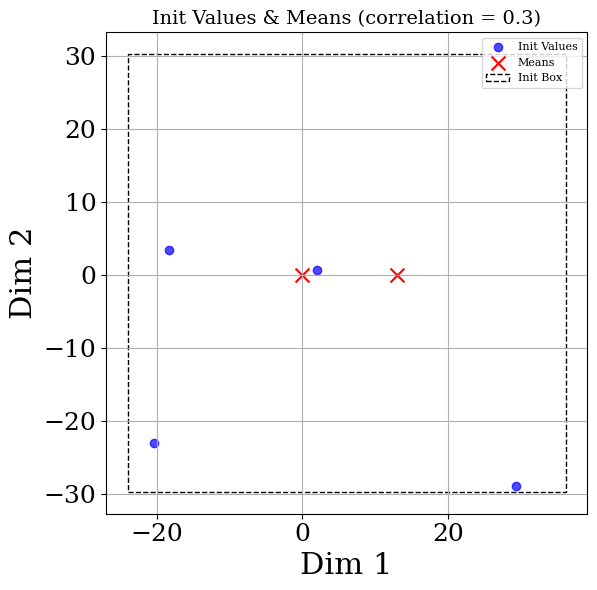 Init Values & Means (correlation = 0.3)
Init Values
Means
Init Box
30
20
10
0
−10
−20
−30
Dim 2
−20
0
20
Dim 1